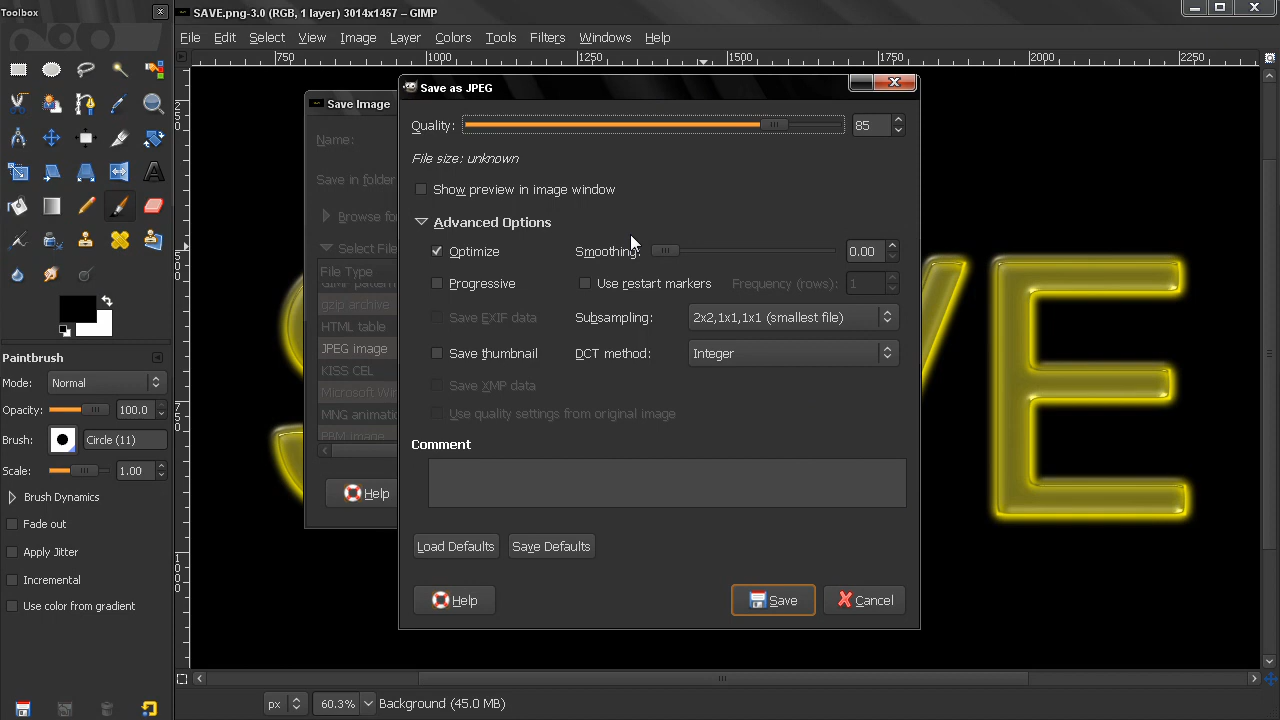 Toolbox
SAVE.png-3.0 (RGB, 1 layer) 3014x1457 – GIMP
File Edit Select View Image Layer Colors Tools Filters Windows Help
750 1000 1250 1500 1750 2000 2250
Save Image
Name:
Save in folder
Browse fo
Select File
File Type
GIMP pattern
gzip archive
HTML table
JPEG image
KISS CEL
Microsoft Wi
MNG animatio
PBM image
Help
Save as JPEG
Quality: 85
File size: unknown
Show preview in image window
Advanced Options
Optimize Smoothing: 0.00
Progressive Use restart markers Frequency (rows): 1
Save EXIF data Subsampling: 2x2,1x1,1x1 (smallest file)
Save thumbnail DCT method: Integer
Save XMP data
Use quality settings from original image
Comment
Load Defaults Save Defaults
Help Save Cancel
Paintbrush
Mode: Normal
Opacity: 100.0
Brush: Circle (11)
Scale: 1.00
Brush Dynamics
Fade out
Apply Jitter
Incremental
Use color from gradient
px 60.3% Background (45.0 MB)